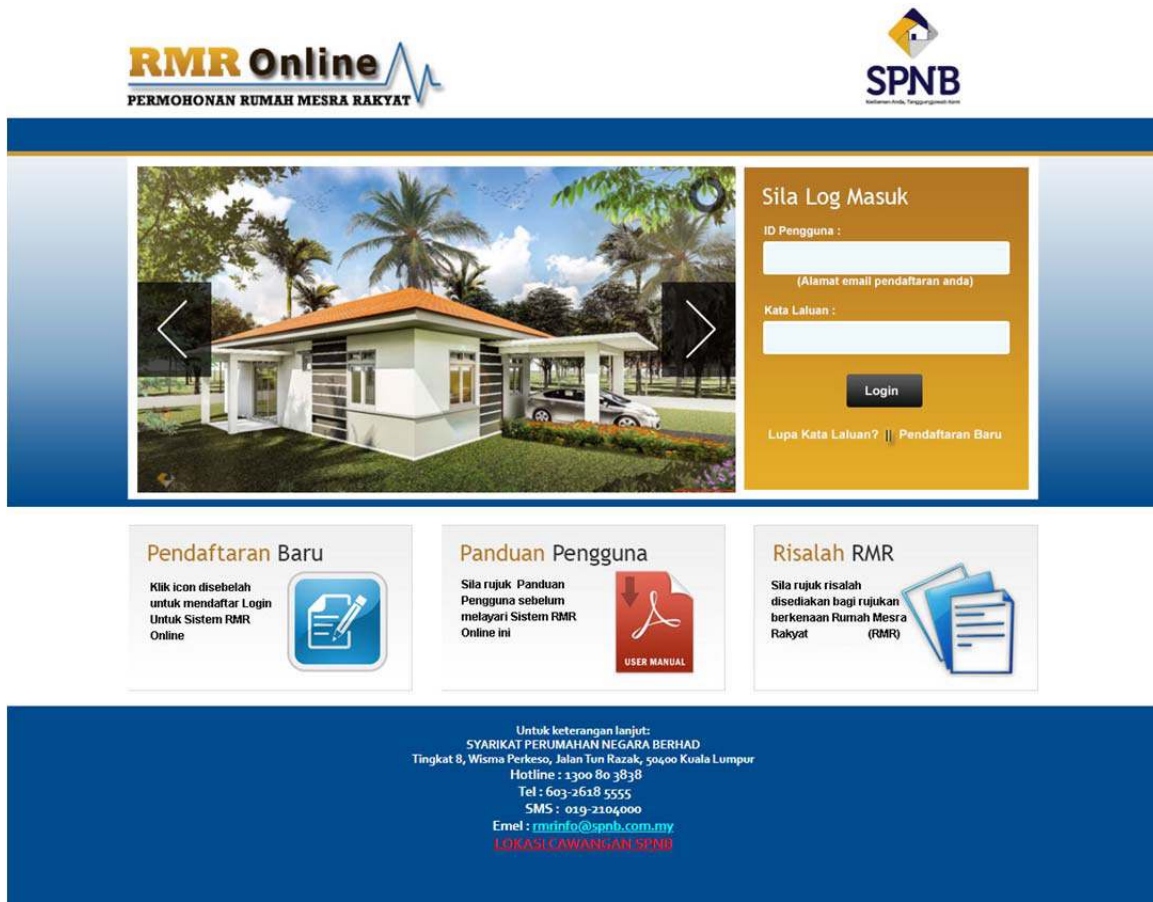 RMR Online
PERMOHONAN RUMAH MESRA RAKYAT
SPNB
Kediaman Anda, Tanggungjawab Kami
Sila Log Masuk
ID Pengguna :
(Alamat email pendaftaran anda)
Kata Laluan :
Login
Lupa Kata Laluan? || Pendaftaran Baru
Pendaftaran Baru
Klik icon disebelah
untuk mendaftar Login
Untuk Sistem RMR
Online
Panduan Pengguna
Sila rujuk Panduan
Pengguna sebelum
melayari Sistem RMR
Online ini
USER MANUAL
Risalah RMR
Sila rujuk risalah
disediakan bagi rujukan
berkenaan Rumah Mesra
Rakyat (RMR)
Untuk keterangan lanjut:
SYARIKAT PERUMAHAN NEGARA BERHAD
Tingkat 8, Wisma Perkeso, Jalan Tun Razak, 50400 Kuala Lumpur
Hotline : 1300 80 3838
Tel : 603-2618 5555
SMS : 019-2104000
Emel : rmrinfo@spnb.com.my
LOKASI CAWANGAN SPNB